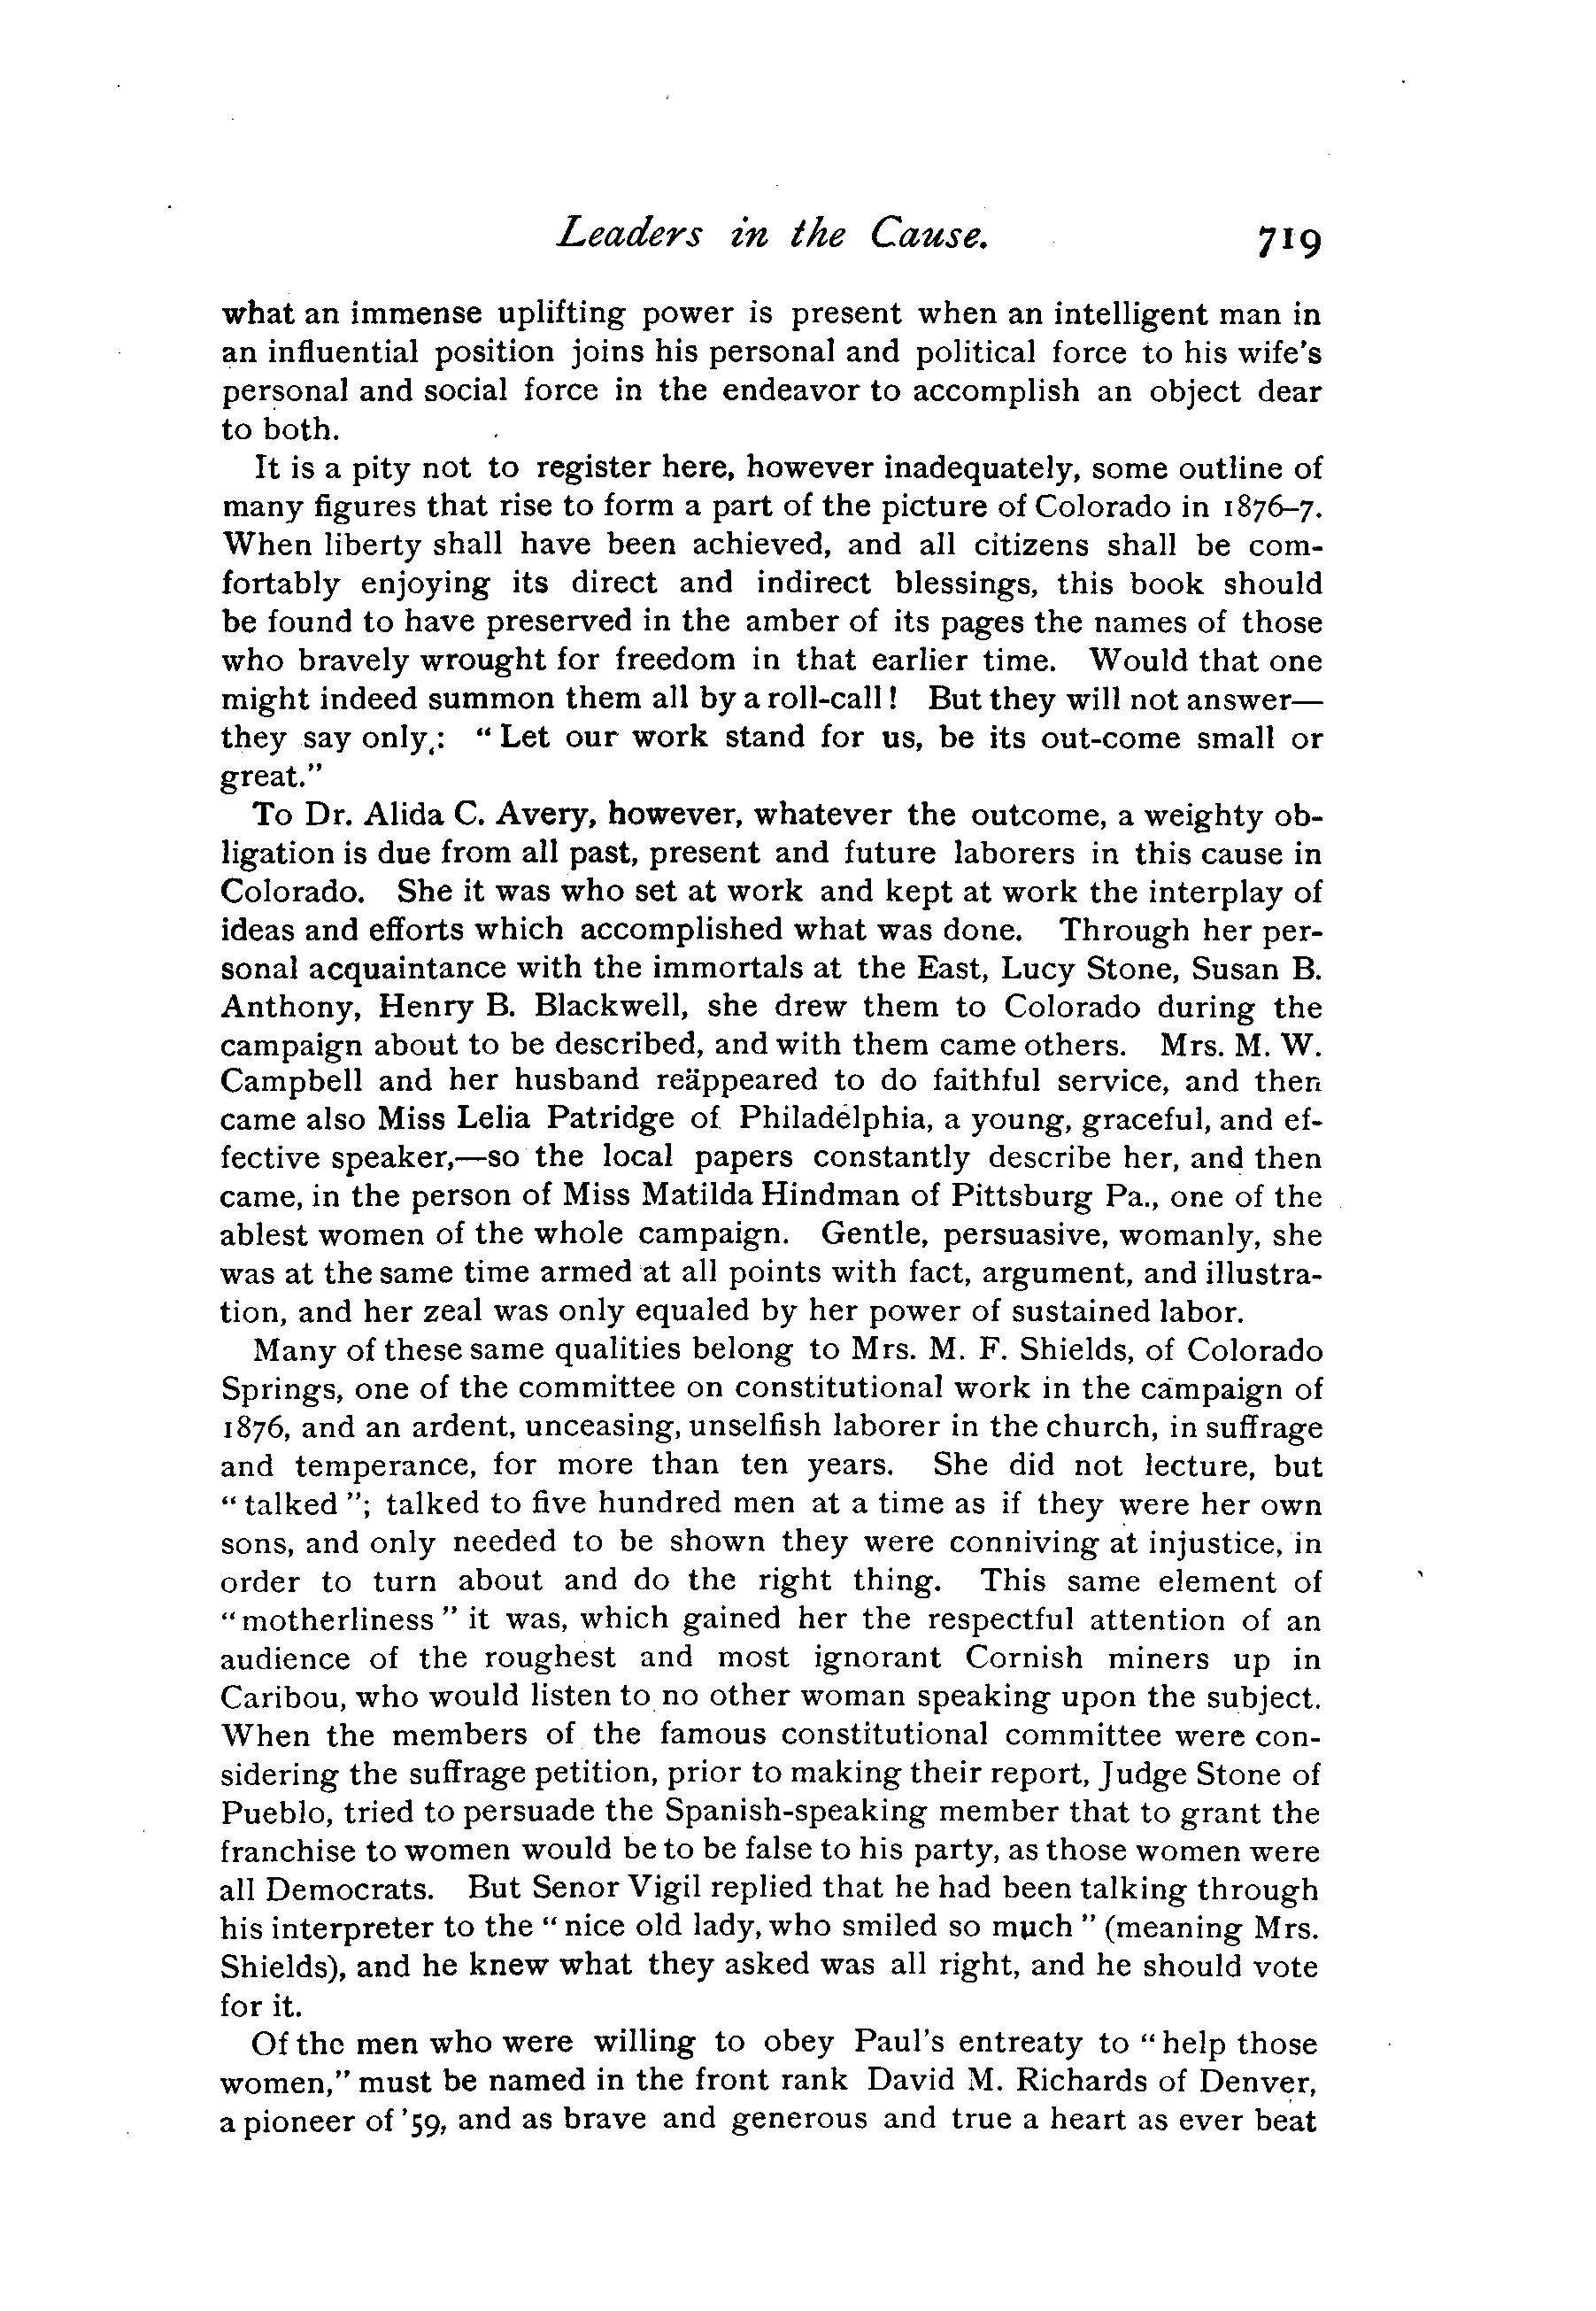 Leaders in the Cause. 719
what an immense uplifting power is present when an intelligent man in
an influential position joins his personal and political force to his wife's
personal and social force in the endeavor to accomplish an object dear
to both.
It is a pity not to register here, however inadequately, some outline of
many figures that rise to form a part of the picture of Colorado in 1876–7.
When liberty shall have been achieved, and all citizens shall be com-
fortably enjoying its direct and indirect blessings, this book should
be found to have preserved in the amber of its pages the names of those
who bravely wrought for freedom in that earlier time. Would that one
might indeed summon them all by a roll-call! But they will not answer—
they say only: "Let our work stand for us, be its out-come small or
great."
To Dr. Alida C. Avery, however, whatever the outcome, a weighty ob-
ligation is due from all past, present and future laborers in this cause in
Colorado. She it was who set at work and kept at work the interplay of
ideas and efforts which accomplished what was done. Through her per-
sonal acquaintance with the immortals at the East, Lucy Stone, Susan B.
Anthony, Henry B. Blackwell, she drew them to Colorado during the
campaign about to be described, and with them came others. Mrs. M. W.
Campbell and her husband reäppeared to do faithful service, and then
came also Miss Lelia Patridge of Philadelphia, a young, graceful, and ef-
fective speaker,—so the local papers constantly describe her, and then
came, in the person of Miss Matilda Hindman of Pittsburg Pa., one of the
ablest women of the whole campaign. Gentle, persuasive, womanly, she
was at the same time armed at all points with fact, argument, and illustra-
tion, and her zeal was only equaled by her power of sustained labor.
Many of these same qualities belong to Mrs. M. F. Shields, of Colorado
Springs, one of the committee on constitutional work in the campaign of
1876, and an ardent, unceasing, unselfish laborer in the church, in suffrage
and temperance, for more than ten years. She did not lecture, but
"talked"; talked to five hundred men at a time as if they were her own
sons, and only needed to be shown they were conniving at injustice, in
order to turn about and do the right thing. This same element of
"motherliness" it was, which gained her the respectful attention of an
audience of the roughest and most ignorant Cornish miners up in
Caribou, who would listen to no other woman speaking upon the subject.
When the members of the famous constitutional committee were con-
sidering the suffrage petition, prior to making their report, Judge Stone of
Pueblo, tried to persuade the Spanish-speaking member that to grant the
franchise to women would be to be false to his party, as those women were
all Democrats. But Senor Vigil replied that he had been talking through
his interpreter to the "nice old lady, who smiled so much" (meaning Mrs.
Shields), and he knew what they asked was all right, and he should vote
for it.
Of the men who were willing to obey Paul's entreaty to "help those
women," must be named in the front rank David M. Richards of Denver,
a pioneer of '59, and as brave and generous and true a heart as ever beat